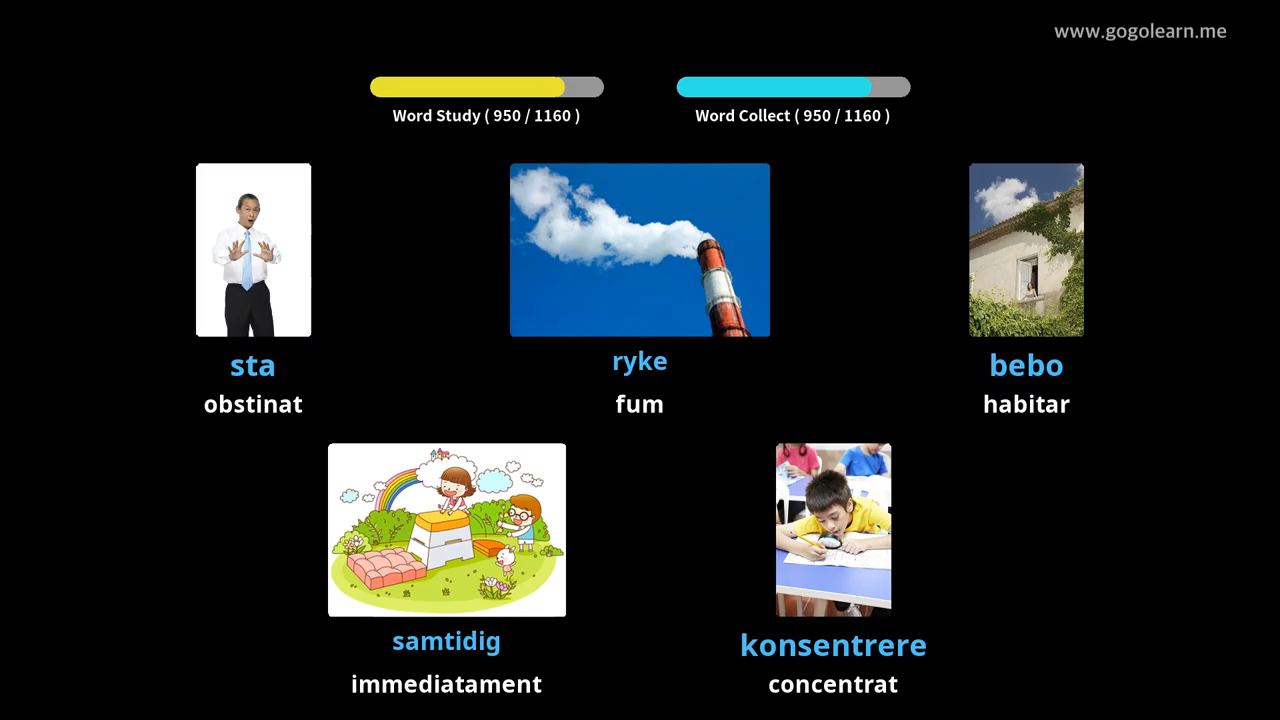 www.gogolearn.me
Word Study ( 950 / 1160 )
Word Collect ( 950 / 1160 )
sta
obstinat
ryke
fum
bebo
habitar
samtidig
immediatament
konsentrere
concentrat